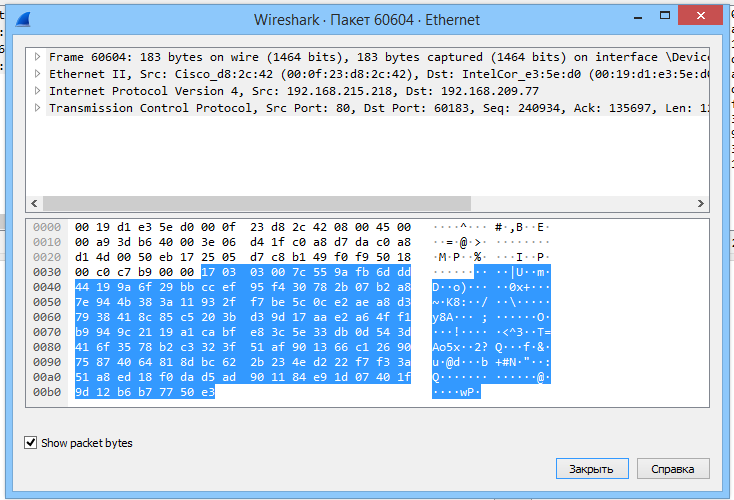 Wireshark · Пакет 60604 · Ethernet
Frame 60604: 183 bytes on wire (1464 bits), 183 bytes captured (1464 bits) on interface \Device
Ethernet II, Src: Cisco_d8:2c:42 (00:0f:23:d8:2c:42), Dst: IntelCor_e3:5e:d0 (00:19:d1:e3:5e:d0
Internet Protocol Version 4, Src: 192.168.215.218, Dst: 192.168.209.77
Transmission Control Protocol, Src Port: 80, Dst Port: 60183, Seq: 240934, Ack: 135697, Len: 12
0000 00 19 d1 e3 5e d0 00 0f 23 d8 2c 42 08 00 45 00 ····^··· #·,B··E·
0010 00 a9 3d b6 40 00 3e 06 d4 1f c0 a8 d7 da c0 a8 ··=·@·>· ········
0020 d1 4d 00 50 eb 17 25 05 d7 c8 b1 49 f0 f9 50 18 ·M·P··%· ···I··P·
0030 00 c0 c7 b9 00 00 17 03 03 00 7c 55 9a fb 6d dd ········ ··|U··m·
0040 44 19 9a 6f 29 bb cc ef 95 f4 30 78 2b 07 b2 a8 D··o)··· ··0x+···
0050 7e 94 4b 38 3a 11 93 2f f7 be 5c 0c e2 ae a8 d3 ~·K8:··/ ··\·····
0060 79 38 41 8c 85 c5 20 3b d3 9d 17 aa e2 a6 4f f1 y8A··· ; ······O·
0070 b9 94 9c 21 19 a1 ca bf e8 3c 5e 33 db 0d 54 3d ···!···· ·<^3··T=
0080 41 6f 35 78 b2 c3 32 3f 51 af 90 13 66 c1 26 90 Ao5x··2? Q···f·&·
0090 75 87 40 64 81 8d bc 62 2b 23 4e d2 22 f7 f3 3a u·@d···b +#N·"··:
00a0 51 a8 ed 18 f0 da d5 ad 90 11 84 e9 1d 07 40 1f Q······· ······@·
00b0 9d 12 b6 b7 77 50 e3 ····wP·
Show packet bytes
Закрыть Справка